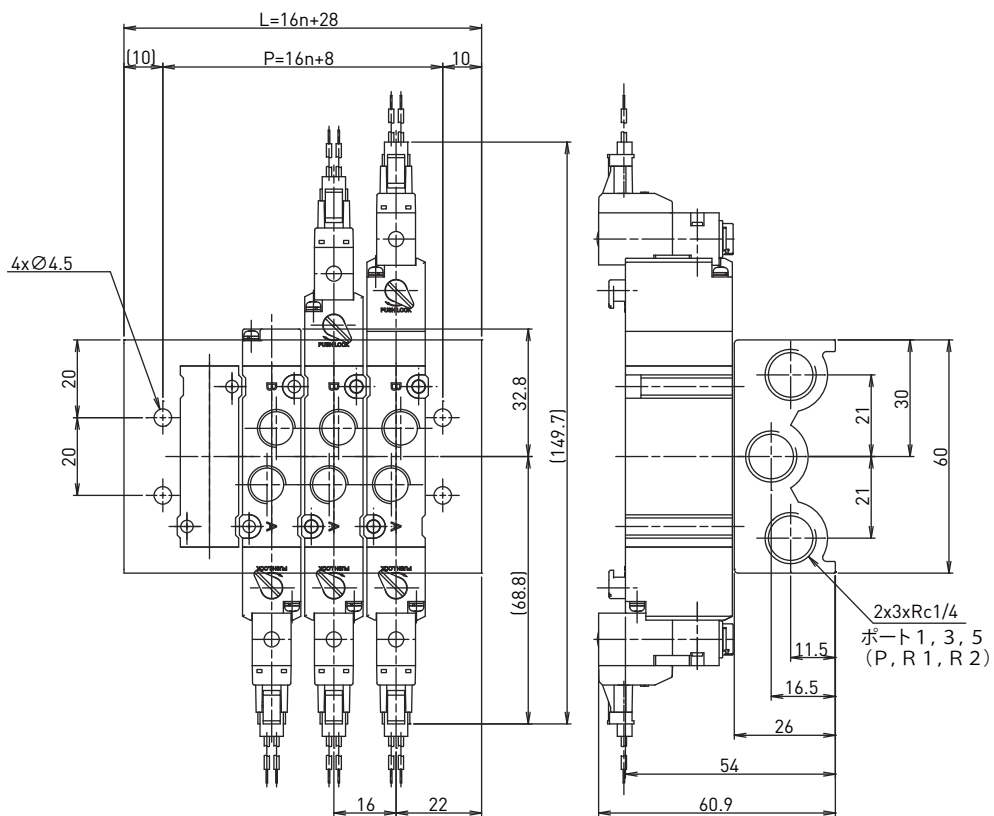 L=16n+28
(10)
P=16n+8
10
4xØ4.5
20
20
32.8
(149.7)
(68.8)
16
22
PUSH LOCK
PUSH LOCK
B
B
B
A
A
A
PUSH LOCK
PUSH LOCK
PUSH LOCK
21
30
60
21
2x3xRc1/4
ポート1, 3, 5
(P, R1, R2)
11.5
16.5
26
54
60.9